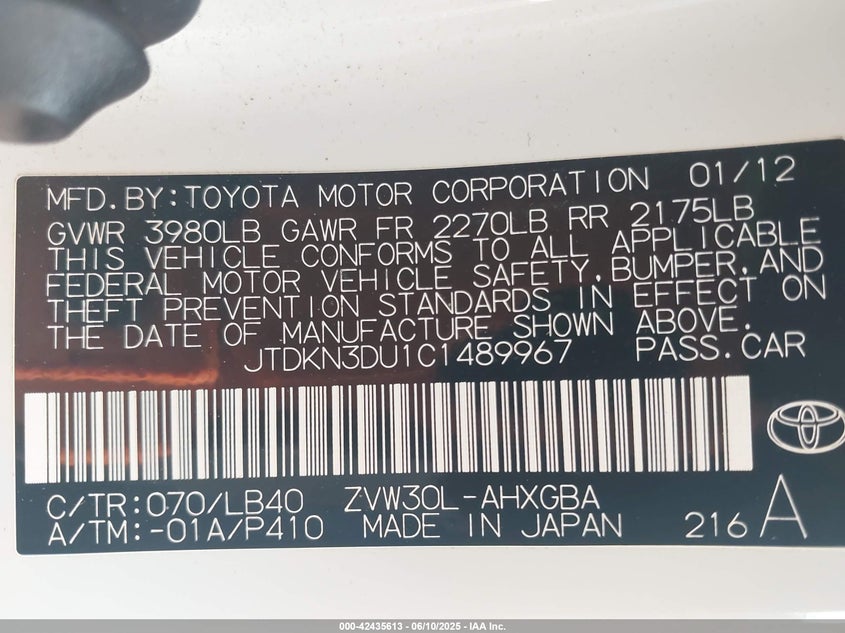 MFD.BY:TOYOTA MOTOR CORPORATION 01/12
GVWR 3980LB GAWR FR 2270LB RR 2175LB
THIS VEHICLE CONFORMS TO ALL APPLICABLE
FEDERAL MOTOR VEHICLE SAFETY,BUMPER,AND
THEFT PREVENTION STANDARDS IN EFFECT ON
THE DATE OF MANUFACTURE SHOWN ABOVE.
JTDKN3DU1C1489967 PASS.CAR
C/TR:070/LB40 ZVW30L-AHXGBA
A/TM:-01A/P410 MADE IN JAPAN 216 A
000-42435613 - 06/10/2025 - IAA Inc.